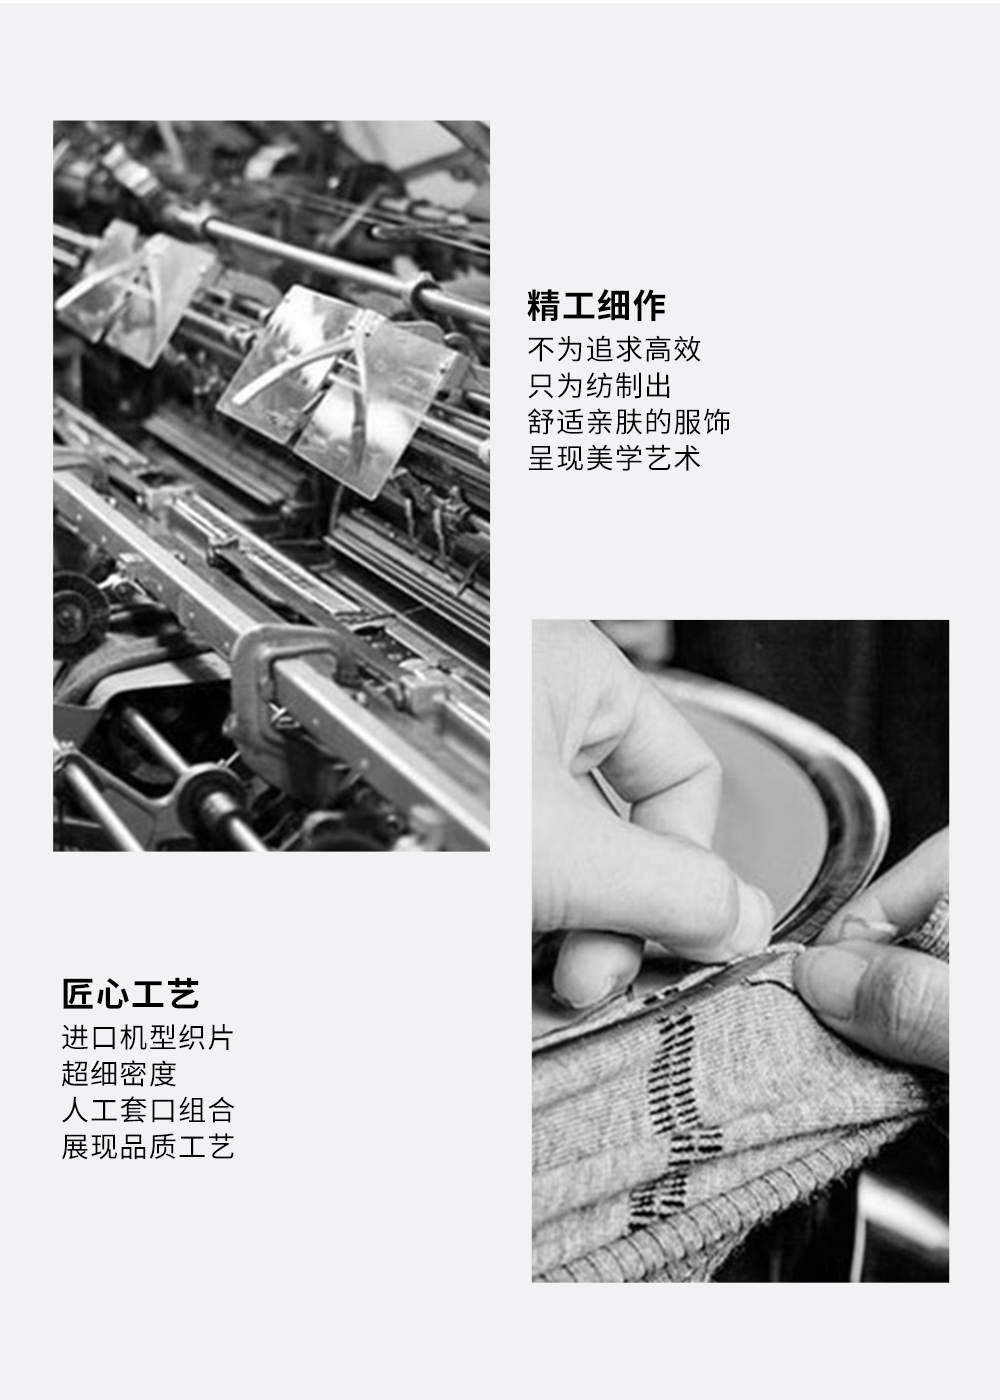 精工细作
不为追求高效
只为纺制出
舒适亲肤的服饰
呈现美学艺术
匠心工艺
进口机型织片
超细密度
人工套口组合
展现品质工艺